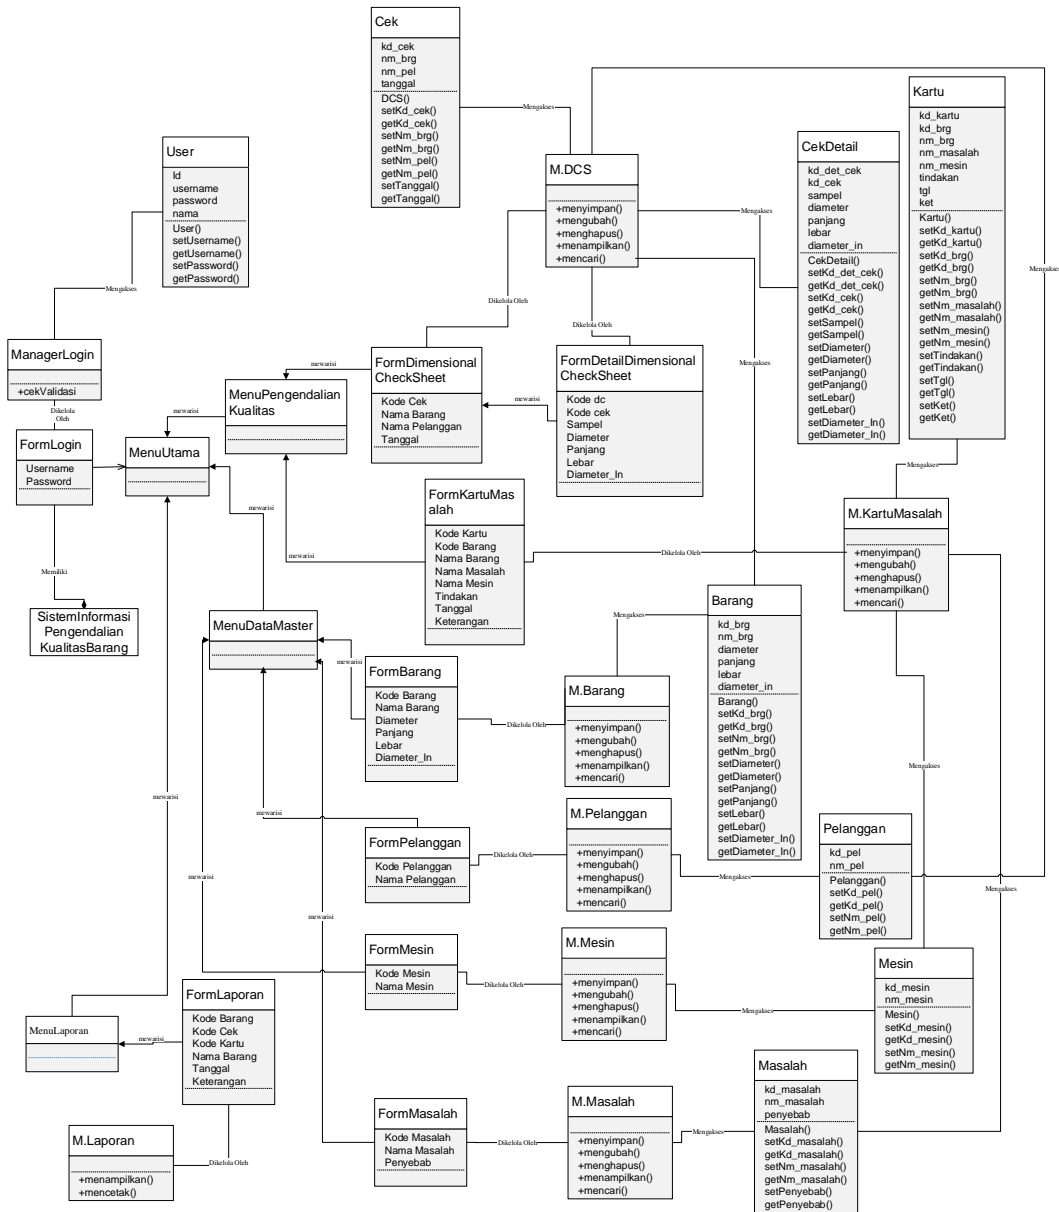 Cek
kd_cek
nm_brg
nm_pel
tanggal
DCS()
setKd_cek()
getKd_cek()
setNm_brg()
getNm_brg()
setNm_pel()
getNm_pel()
setTanggal()
getTanggal()
Mengakses
Kartu
kd_kartu
kd_brg
nm_brg
nm_masalah
nm_mesin
tindakan
tgl
ket
Kartu()
setKd_kartu()
getKd_kartu()
setKd_brg()
getKd_brg()
setNm_brg()
getNm_brg()
setNm_masalah()
getNm_masalah()
setNm_mesin()
getNm_mesin()
setTindakan()
getTindakan()
setTgl()
getTgl()
setKet()
getKet()
User
Id
username
password
nama
User()
setUsername()
getUsername()
setPassword()
getPassword()
Mengakses
M.DCS
+menyimpan()
+mengubah()
+menghapus()
+menampilkan()
+mencari()
Mengakses
CekDetail
kd_det_cek
kd_cek
sampel
diameter
panjang
lebar
diameter_in
CekDetail()
setKd_det_cek()
getKd_det_cek()
setKd_cek()
getKd_cek()
setSampel()
getSampel()
setDiameter()
getDiameter()
setPanjang()
getPanjang()
setLebar()
getLebar()
setDiameter_In()
getDiameter_In()
Mengakses
Dikelola Oleh
Dikelola Oleh
Mengakses
ManagerLogin
+cekValidasi
Dikelola
Oleh
FormLogin
Username
Password
Memiliki
SistemInformasi
Pengendalian
KualitasBarang
MenuUtama
mewarisi
MenuPengendalian
Kualitas
mewarisi
FormDimensional
CheckSheet
Kode Cek
Nama Barang
Nama Pelanggan
Tanggal
mewarisi
FormDetailDimensional
CheckSheet
Kode dc
Kode cek
Sampel
Diameter
Panjang
Lebar
Diameter_In
mewarisi
mewarisi
FormKartuMas
alah
Kode Kartu
Kode Barang
Nama Barang
Nama Masalah
Nama Mesin
Tindakan
Tanggal
Keterangan
Dikelola Oleh
Mengakses
M.KartuMasalah
+menyimpan()
+mengubah()
+menghapus()
+menampilkan()
+mencari()
MenuDataMaster
mewarisi
FormBarang
Kode Barang
Nama Barang
Diameter
Panjang
Lebar
Diameter_In
Dikelola Oleh
M.Barang
+menyimpan()
+mengubah()
+menghapus()
+menampilkan()
+mencari()
Mengakses
Barang
kd_brg
nm_brg
diameter
panjang
lebar
diameter_in
Barang()
setKd_brg()
getKd_brg()
setNm_brg()
getNm_brg()
setDiameter()
getDiameter()
setPanjang()
getPanjang()
setLebar()
getLebar()
setDiameter_In()
getDiameter_In()
Mengakses
mewarisi
mewarisi
FormPelanggan
Kode Pelanggan
Nama Pelanggan
Dikelola Oleh
M.Pelanggan
+menyimpan()
+mengubah()
+menghapus()
+menampilkan()
+mencari()
Mengakses
Pelanggan
kd_pel
nm_pel
Pelanggan()
setKd_pel()
getKd_pel()
setNm_pel()
getNm_pel()
Mengakses
mewarisi
mewarisi
FormMesin
Kode Mesin
Nama Mesin
Dikelola Oleh
M.Mesin
+menyimpan()
+mengubah()
+menghapus()
+menampilkan()
+mencari()
Mengakses
Mesin
kd_mesin
nm_mesin
Mesin()
setKd_mesin()
getKd_mesin()
setNm_mesin()
getNm_mesin()
MenuLaporan
mewarisi
FormLaporan
Kode Barang
Kode Cek
Kode Kartu
Nama Barang
Tanggal
Keterangan
M.Laporan
+menampilkan()
+mencetak()
Dikelola Oleh
FormMasalah
Kode Masalah
Nama Masalah
Penyebab
Dikelola Oleh
M.Masalah
+menyimpan()
+mengubah()
+menghapus()
+menampilkan()
+mencari()
Mengakses
Masalah
kd_masalah
nm_masalah
penyebab
Masalah()
setKd_masalah()
getKd_masalah()
setNm_masalah()
getNm_masalah()
setPenyebab()
getPenyebab()